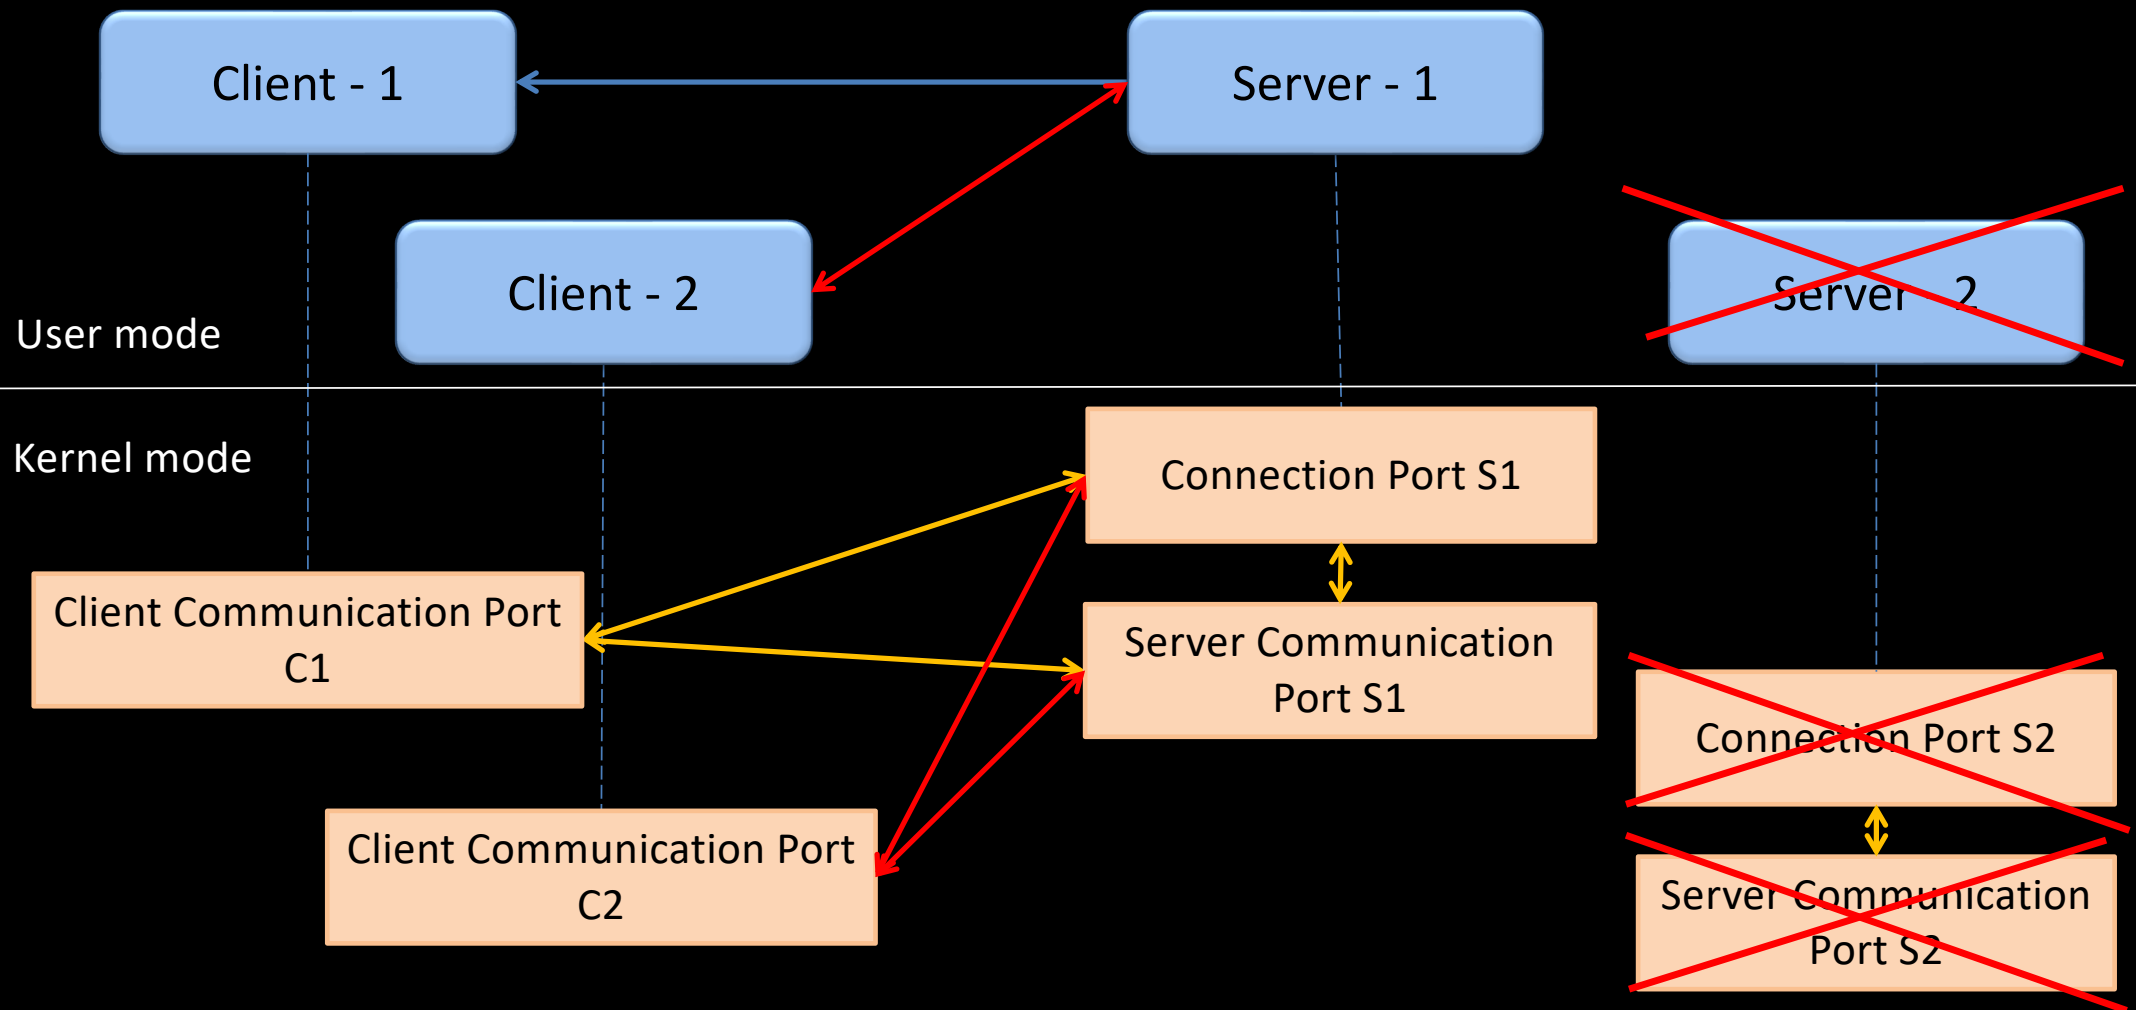 Client - 1
Server - 1
Client - 2
Server - 2
User mode
Kernel mode
Connection Port S1
Client Communication Port
C1
Server Communication
Port S1
Connection Port S2
Client Communication Port
C2
Server Communication
Port S2